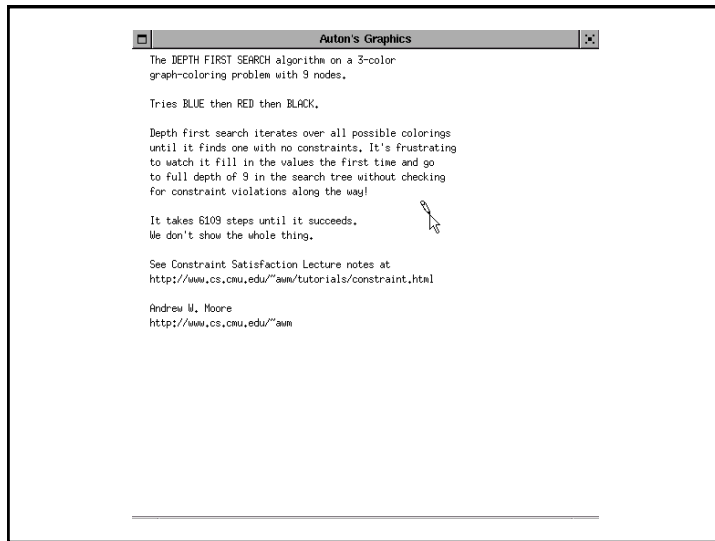 Auton's Graphics
The DEPTH FIRST SEARCH algorithm on a 3-color
graph-coloring problem with 9 nodes.
Tries BLUE then RED then BLACK.
Depth first search iterates over all possible colorings
until it finds one with no constraints. It's frustrating
to watch it fill in the values the first time and go
to full depth of 9 in the search tree without checking
for constraint violations along the way!
It takes 6109 steps until it succeeds.
We don't show the whole thing.
See Constraint Satisfaction Lecture notes at
http://www.cs.cmu.edu/~awm/tutorials/constraint.html
Andrew W. Moore
http://www.cs.cmu.edu/~awm